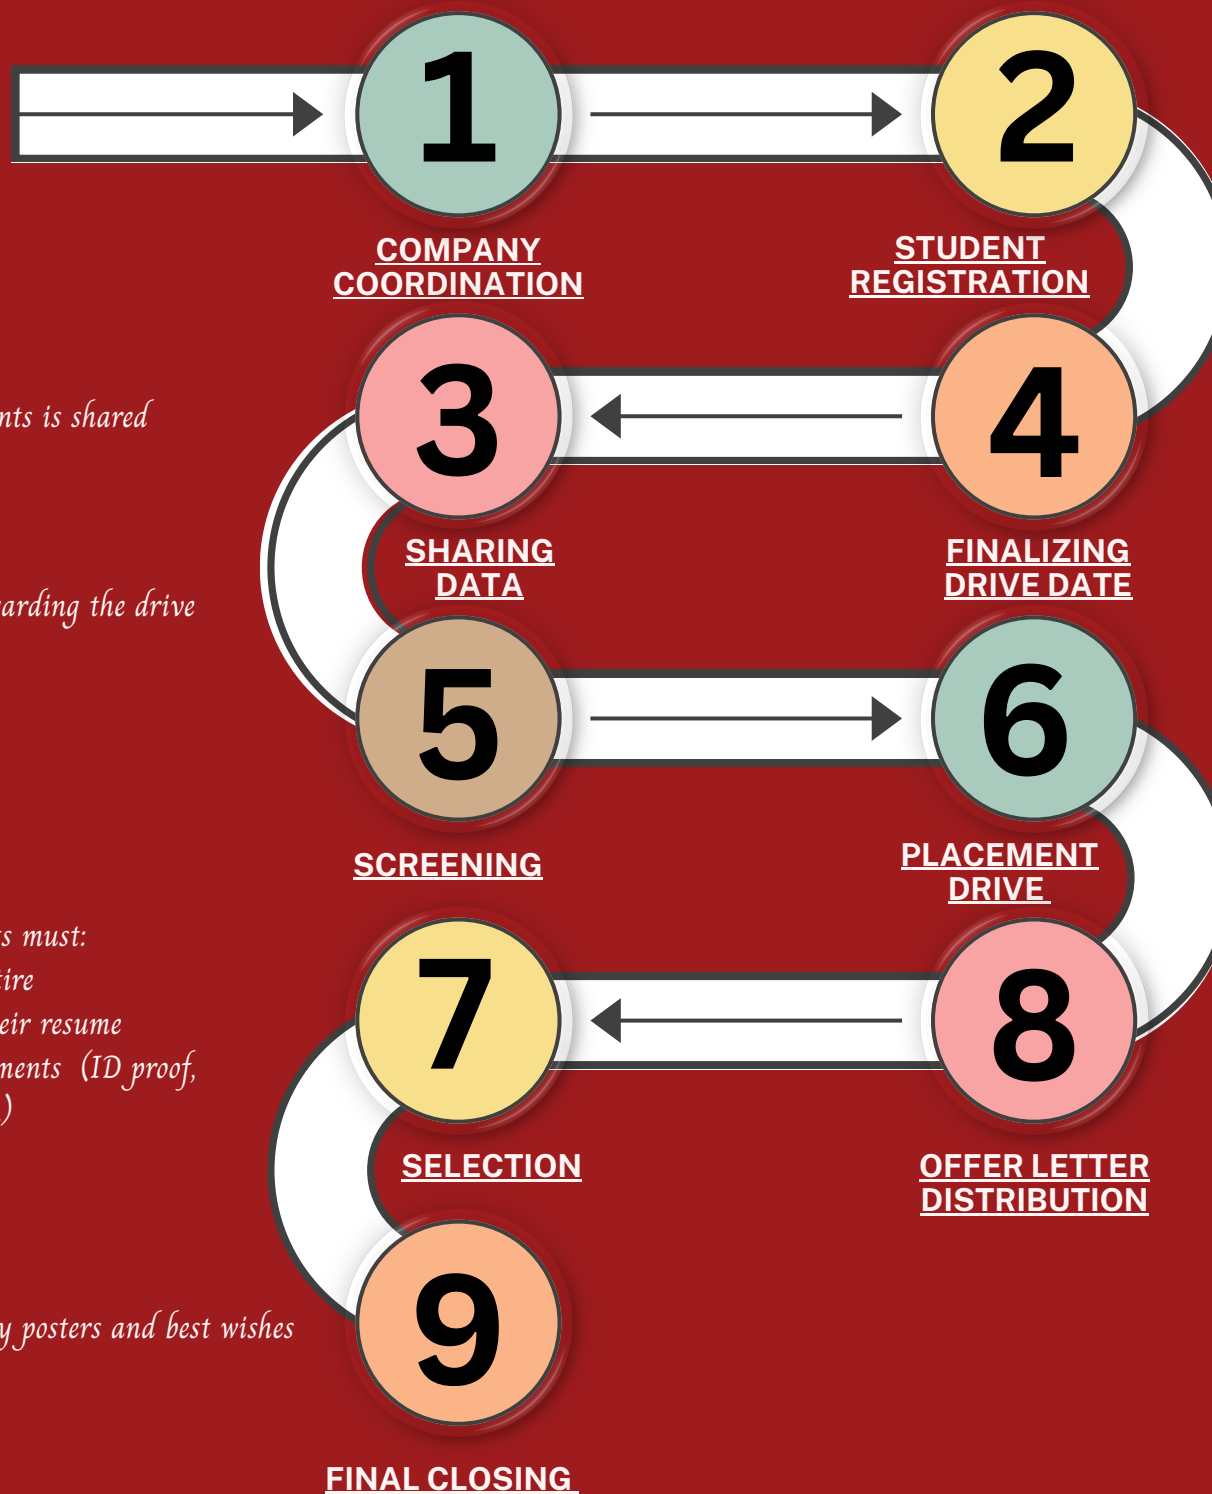 1
2
COMPANY
COORDINATION
STUDENT
REGISTRATION
3
4
nts is shared
SHARING
DATA
FINALIZING
DRIVE DATE
arding the drive
5
6
SCREENING
PLACEMENT
DRIVE
s must:
tire
eir resume
ments (ID proof,
.)
7
8
SELECTION
OFFER LETTER
DISTRIBUTION
9
y posters and best wishes
FINAL CLOSING